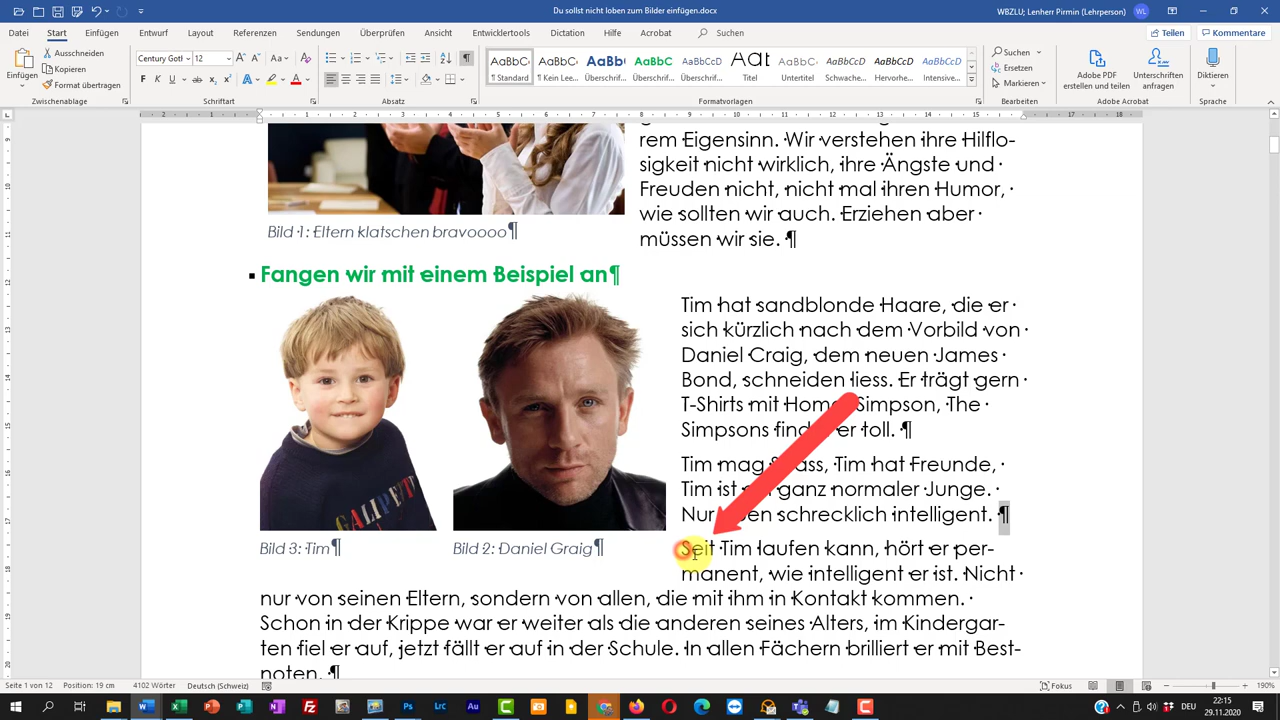 Du sollst nicht loben zum Bilder einfügen.docx
WBZLU; Lenherr Pirmin (Lehrperson)
WL
Datei Start Einfügen Entwurf Layout Referenzen Sendungen Überprüfen Ansicht Entwicklertools Dictation Hilfe Acrobat Suchen
Teilen Kommentare
Einfügen
Ausschneiden
Kopieren
Format übertragen
Zwischenablage
Century Got
12
Schriftart
Absatz
¶ Standard
¶ Kein Lee...
Überschrif...
Überschrif...
Überschrif...
Titel
Untertitel
Schwache...
Hervorhe...
Intensive...
Formatvorlagen
Suchen
Ersetzen
Markieren
Bearbeiten
Adobe PDF
erstellen und teilen
Unterschriften
anfragen
Adobe Acrobat
Diktieren
Sprache
rem Eigensinn. Wir verstehen ihre Hilflo-
sigkeit nicht wirklich, ihre Ängste und
Freuden nicht, nicht mal ihren Humor,
wie sollten wir auch. Erziehen aber
müssen wir sie. ¶
Bild 1: Eltern klatschen bravoooo¶
Fangen wir mit einem Beispiel an¶
Tim hat sandblonde Haare, die er
sich kürzlich nach dem Vorbild von
Daniel Craig, dem neuen James
Bond, schneiden liess. Er trägt gern
T-Shirts mit Simpson, The
Simpsons er toll. ¶
Tim mag Tim hat Freunde,
Tim ist ganz normaler Junge.
Nur schrecklich intelligent. ¶
GALIPET
Bild 3: Tim¶
Bild 2: Daniel Graig¶
Seit Tim laufen kann, hört er per-
manent, wie intelligent er ist. Nicht
nur von seinen Eltern, sondern von allen, die mit ihm in Kontakt kommen.
Schon in der Krippe war er weiter als die anderen seines Alters, im Kindergar-
ten fiel er auf, jetzt fällt er auf in der Schule. In allen Fächern brilliert er mit Best-
noten. ¶
Seite 1 von 12 Position: 19 cm 4102 Wörter Deutsch (Schweiz)
Fokus
190%
DEU
22:15
29.11.2020